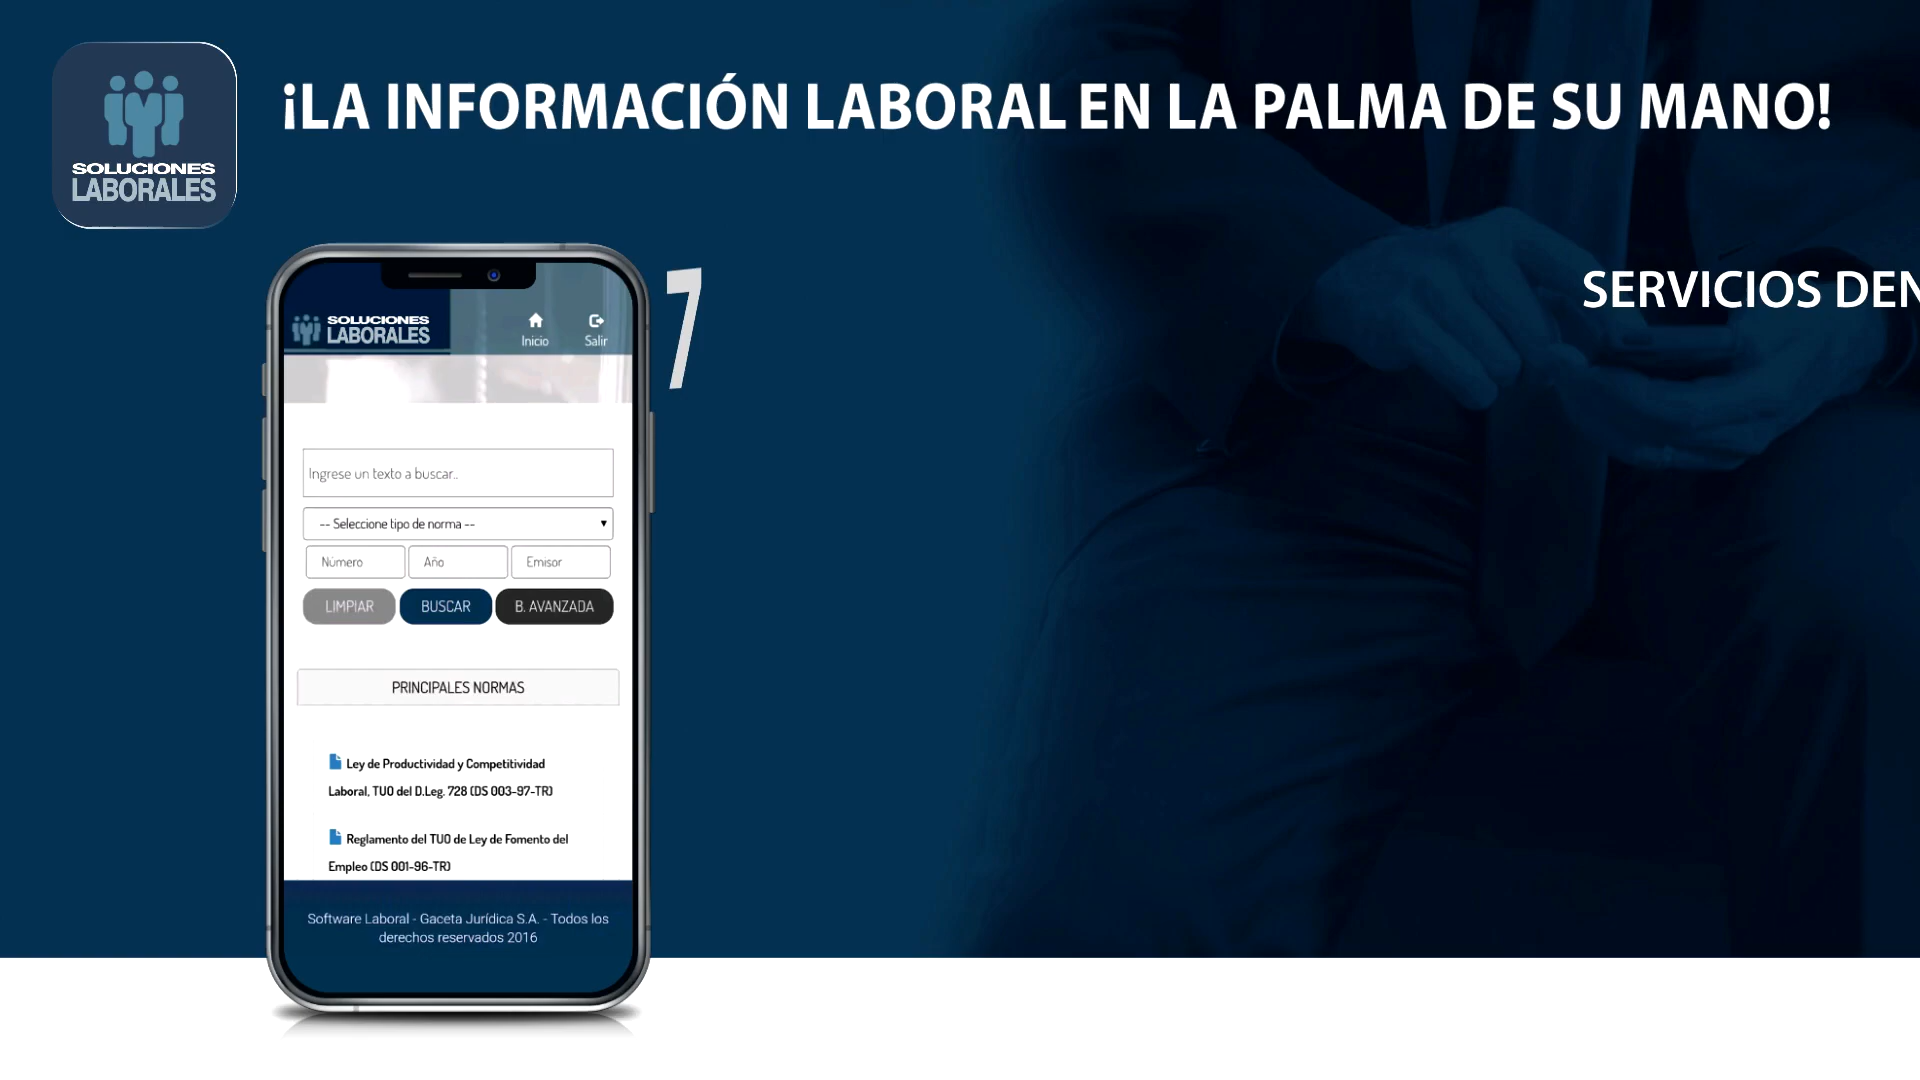 SOLUCIONES
LABORALES
¡LA INFORMACIÓN LABORAL EN LA PALMA DE SU MANO!
7
SERVICIOS DEN
SOLUCIONES
LABORALES
Inicio
Salir
Ingrese un texto a buscar..
-- Seleccione tipo de norma --
Número
Año
Emisor
LIMPIAR
BUSCAR
B. AVANZADA
PRINCIPALES NORMAS
Ley de Productividad y Competitividad
Laboral, TUO del D.Leg. 728 (DS 003-97-TR)
Reglamento del TUO de Ley de Fomento del
Empleo (DS 001-96-TR)
Software Laboral - Gaceta Jurídica S.A. - Todos los
derechos reservados 2016